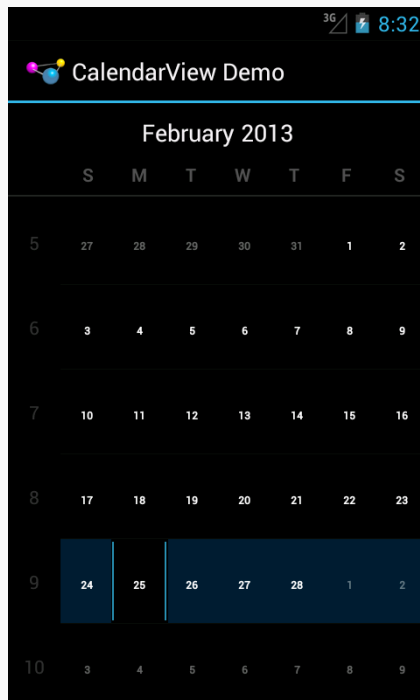 3G 8:32
CalendarView Demo
February 2013
S M T W T F S
5 27 28 29 30 31 1 2
6 3 4 5 6 7 8 9
7 10 11 12 13 14 15 16
8 17 18 19 20 21 22 23
9 24 25 26 27 28 1 2
10 3 4 5 6 7 8 9